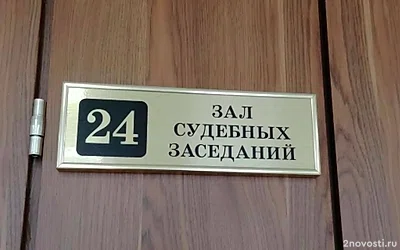 24
ЗАЛ
СУДЕБНЫХ
ЗАСЕДАНИЙ
2novosti.ru